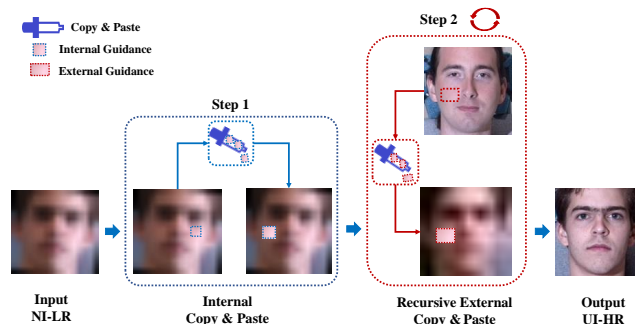 Copy & Paste
Internal Guidance
External Guidance
Step 1
Step 2
Input
NI-LR
Internal
Copy & Paste
Recursive External
Copy & Paste
Output
UI-HR